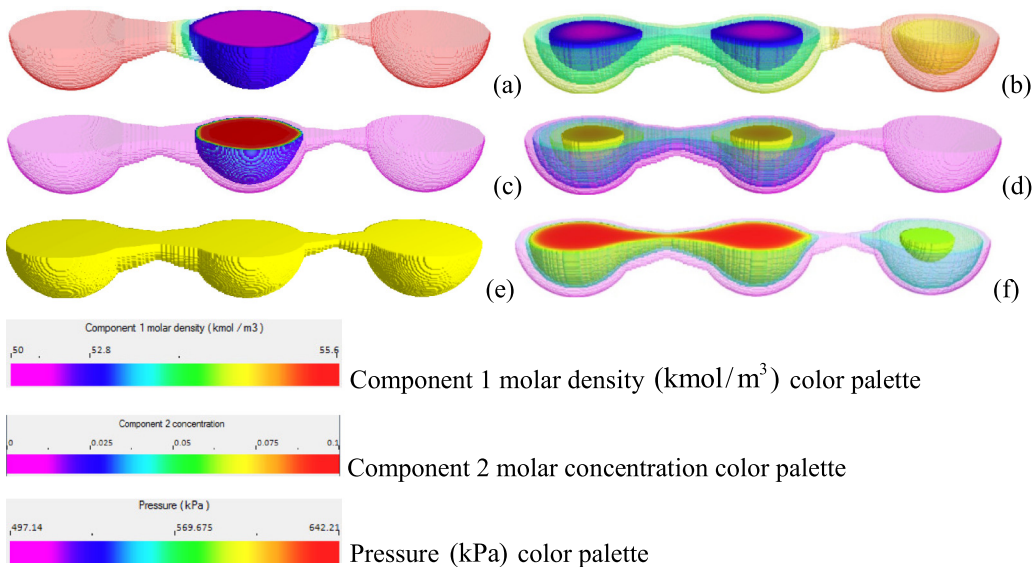 (a)
(b)
(c)
(d)
(e)
(f)
Component 1 molar density ( kmol / m3 )
50 52.8 55.6
Component 1 molar density (kmol/m³) color palette
Component 2 concentration
0 0.025 0.05 0.075 0.1
Component 2 molar concentration color palette
Pressure ( kPa )
497.14 569.675 642.21
Pressure (kPa) color palette